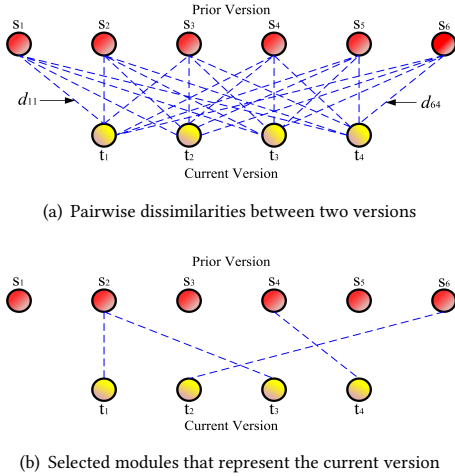 Prior Version
S1 S2 S3 S4 S5 S6
d11 d64
t1 t2 t3 t4
Current Version
(a) Pairwise dissimilarities between two versions
Prior Version
S1 S2 S3 S4 S5 S6
t1 t2 t3 t4
Current Version
(b) Selected modules that represent the current version